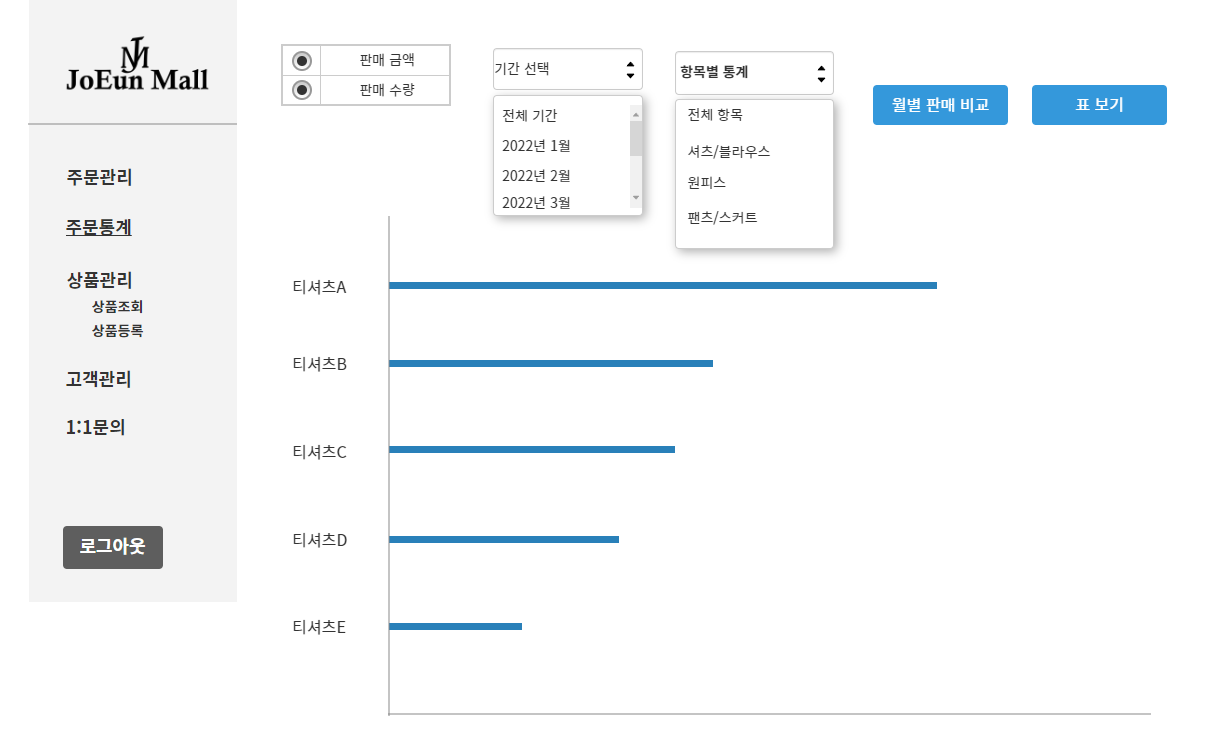 JM
JoEun Mall
주문관리
주문통계
상품관리
상품조회
상품등록
고객관리
1:1문의
로그아웃
판매 금액
판매 수량
기간 선택
전체 기간
2022년 1월
2022년 2월
2022년 3월
항목별 통계
전체 항목
셔츠/블라우스
원피스
팬츠/스커트
월별 판매 비교
표 보기
티셔츠A
티셔츠B
티셔츠C
티셔츠D
티셔츠E